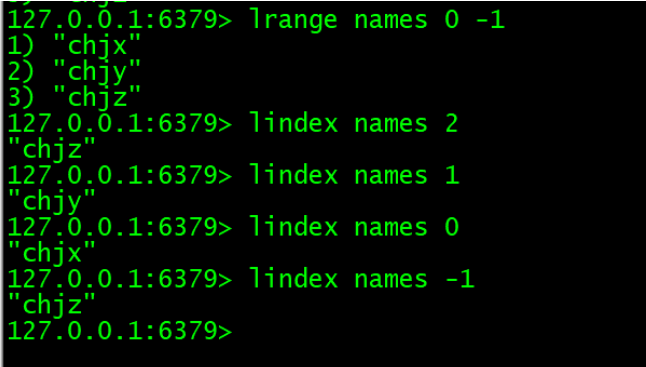 127.0.0.1:6379> lrange names 0 -1
1) "chjx"
2) "chjy"
3) "chjz"
127.0.0.1:6379> lindex names 2
"chjz"
127.0.0.1:6379> lindex names 1
"chjy"
127.0.0.1:6379> lindex names 0
"chjx"
127.0.0.1:6379> lindex names -1
"chjz"
127.0.0.1:6379>